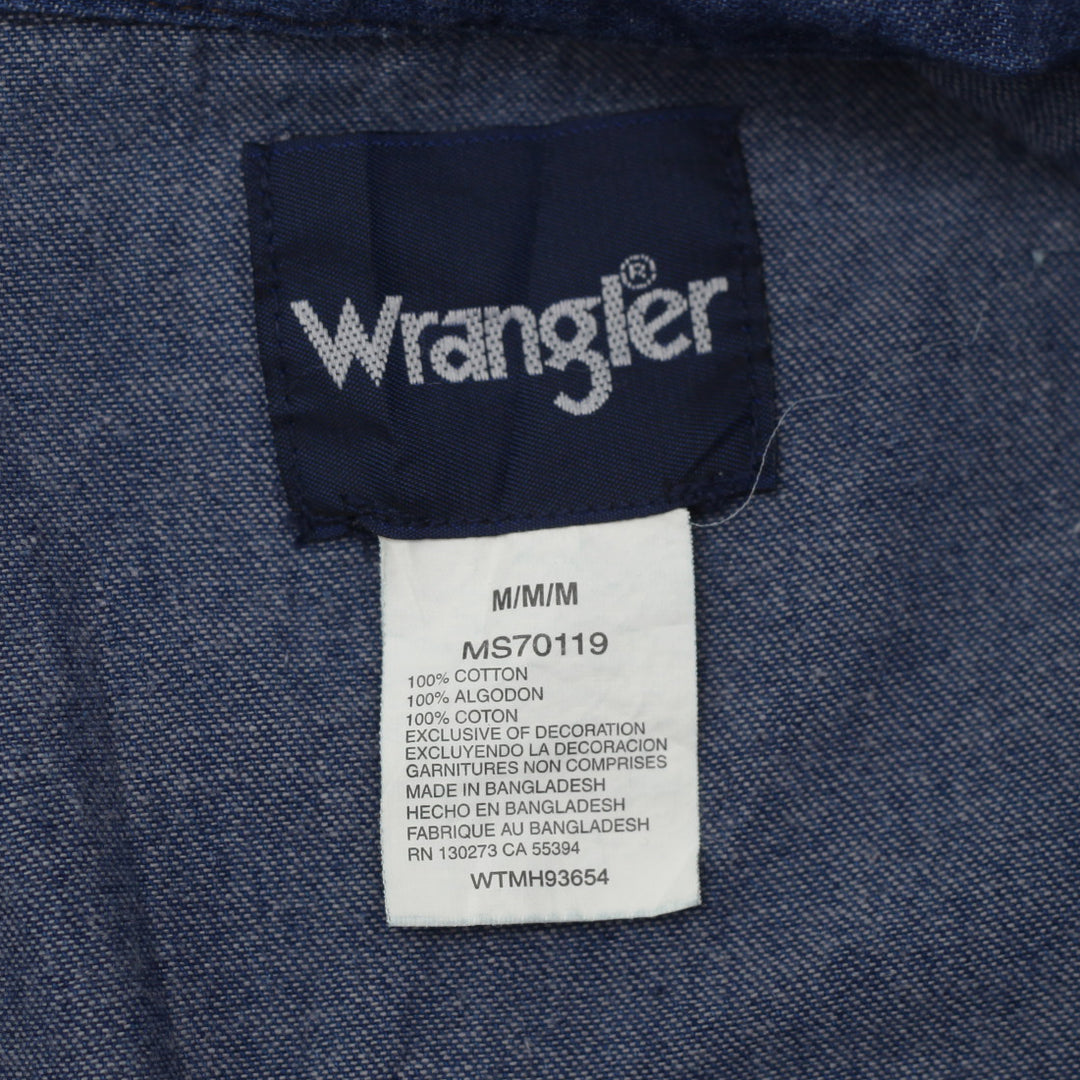 Wrangler®
M/M/M
MS70119
100% COTTON
100% ALGODON
100% COTON
EXCLUSIVE OF DECORATION
EXCLUYENDO LA DECORACION
GARNITURES NON COMPRISES
MADE IN BANGLADESH
HECHO EN BANGLADESH
FABRIQUE AU BANGLADESH
RN 130273 CA 55394
WTMH93654